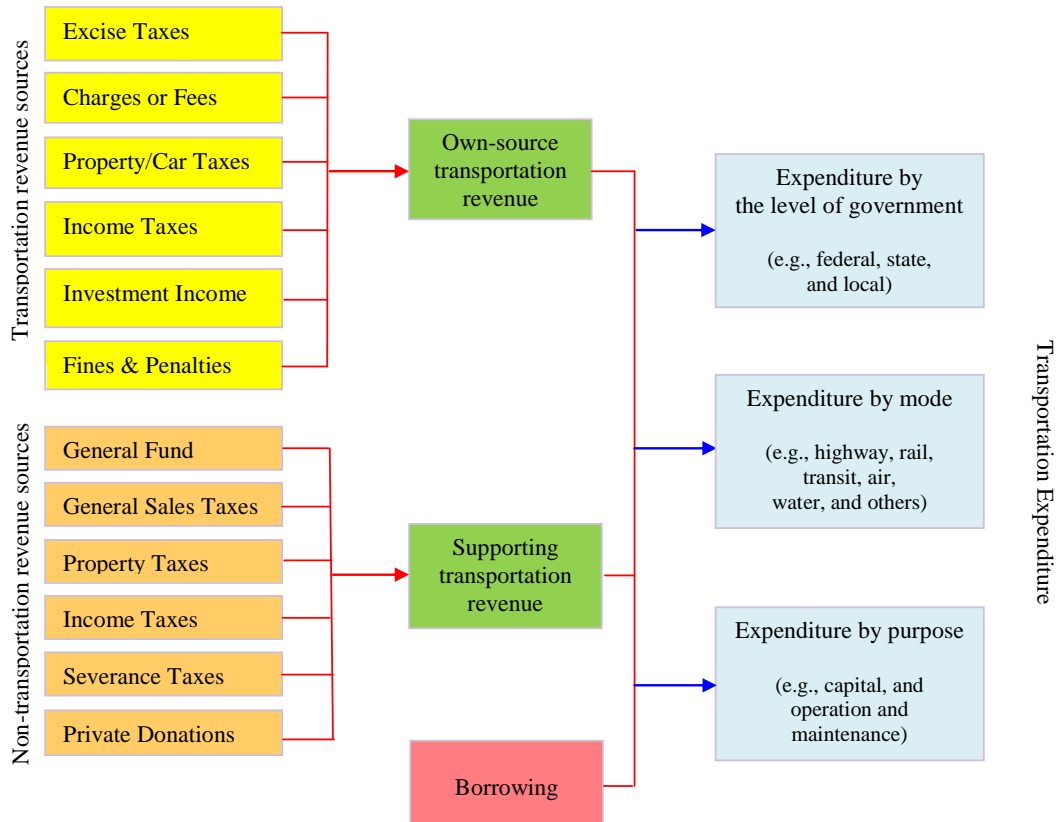 Transportation revenue sources
Excise Taxes
Charges or Fees
Property/Car Taxes
Income Taxes
Investment Income
Fines & Penalties
Non-transportation revenue sources
General Fund
General Sales Taxes
Property Taxes
Income Taxes
Severance Taxes
Private Donations
Own-source
transportation
revenue
Supporting
transportation
revenue
Borrowing
Expenditure by
the level of government
(e.g., federal, state,
and local)
Expenditure by mode
(e.g., highway, rail,
transit, air,
water, and others)
Expenditure by purpose
(e.g., capital, and
operation and
maintenance)
Transportation Expenditure